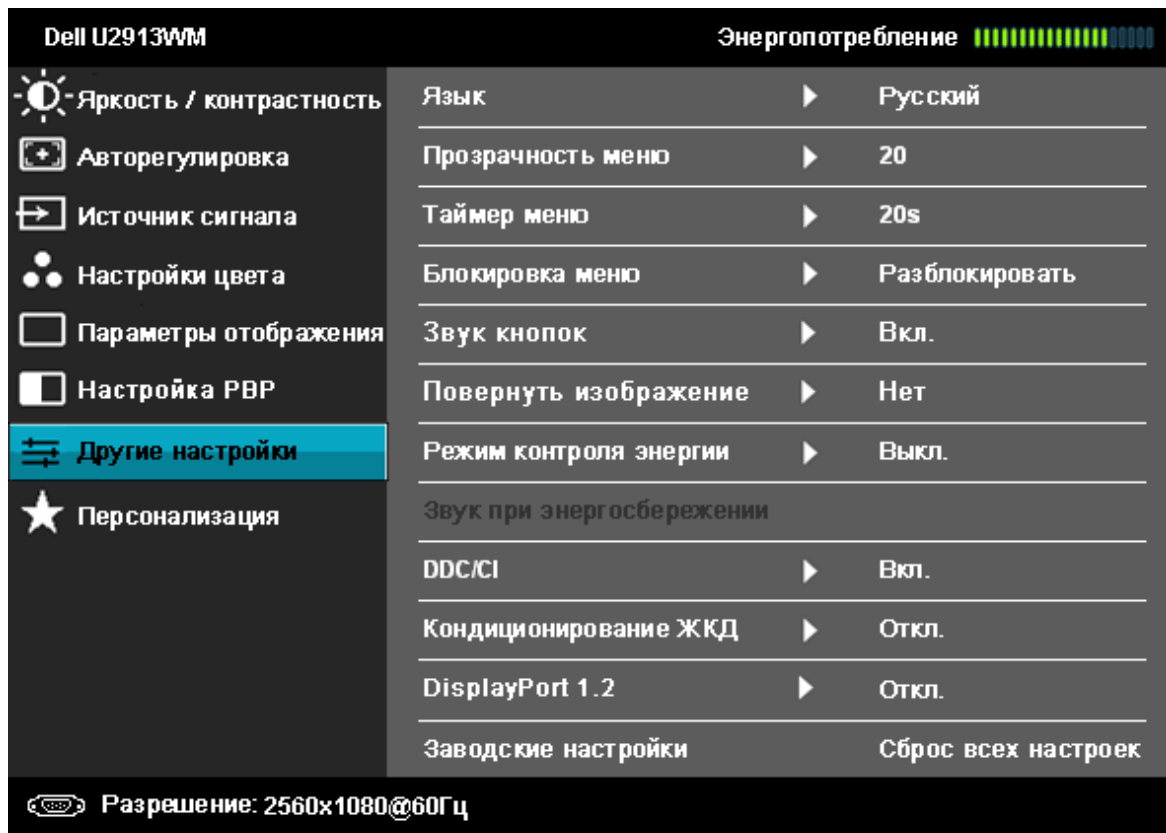 Dell U2913WM
Энергопотребление
Яркость / контрастность
Авторегулировка
Источник сигнала
Настройки цвета
Параметры отображения
Настройка PBP
Другие настройки
Персонализация
Язык Русский
Прозрачность меню 20
Таймер меню 20s
Блокировка меню Разблокировать
Звук кнопок Вкл.
Повернуть изображение Нет
Режим контроля энергии Выкл.
Звук при энергосбережении
DDC/CI Вкл.
Кондиционирование ЖКД Откл.
DisplayPort 1.2 Откл.
Заводские настройки Сброс всех настроек
Разрешение: 2560x1080@60Гц